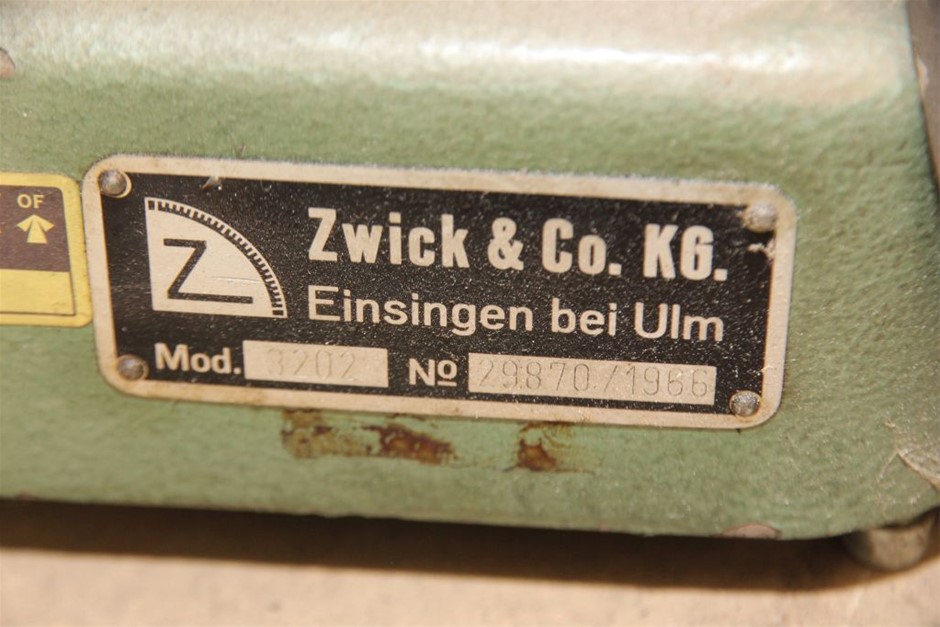 OF
Z
Zwick & Co. KG.
Einsingen bei Ulm
Mod. 3202 Nº 29870/1966